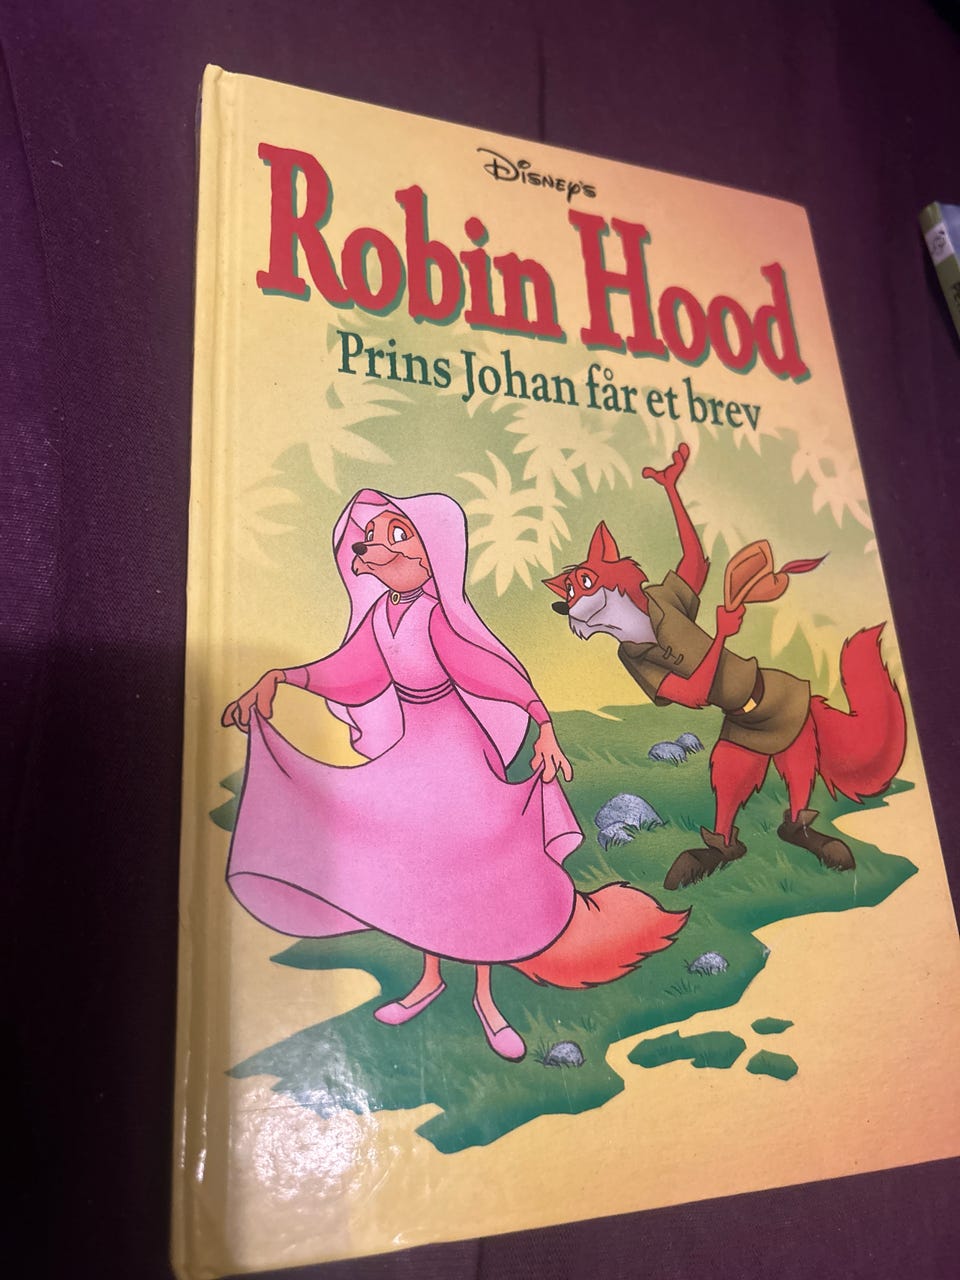 Disney's
Robin Hood
Prins Johan får et brev